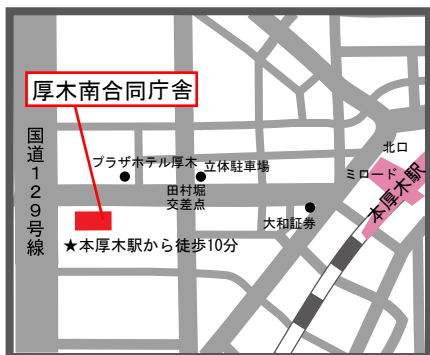 厚木南合同庁舎
国道129号線
プラザホテル厚木
立体駐車場
田村堀
交差点
★本厚木駅から徒歩10分
大和証券
北口
ミロード
本厚木駅